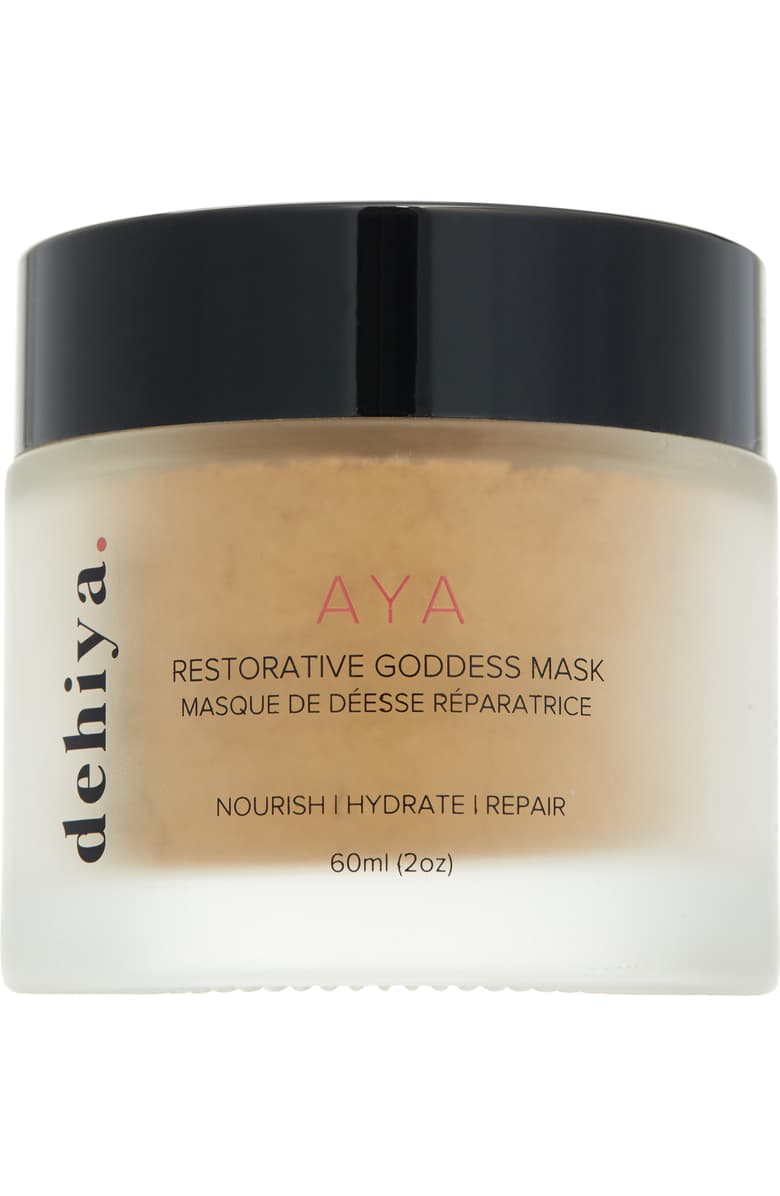 dehiya.
AYA
RESTORATIVE GODDESS MASK
MASQUE DE DÉESSE RÉPARATRICE
NOURISH | HYDRATE | REPAIR
60ml (2oz)